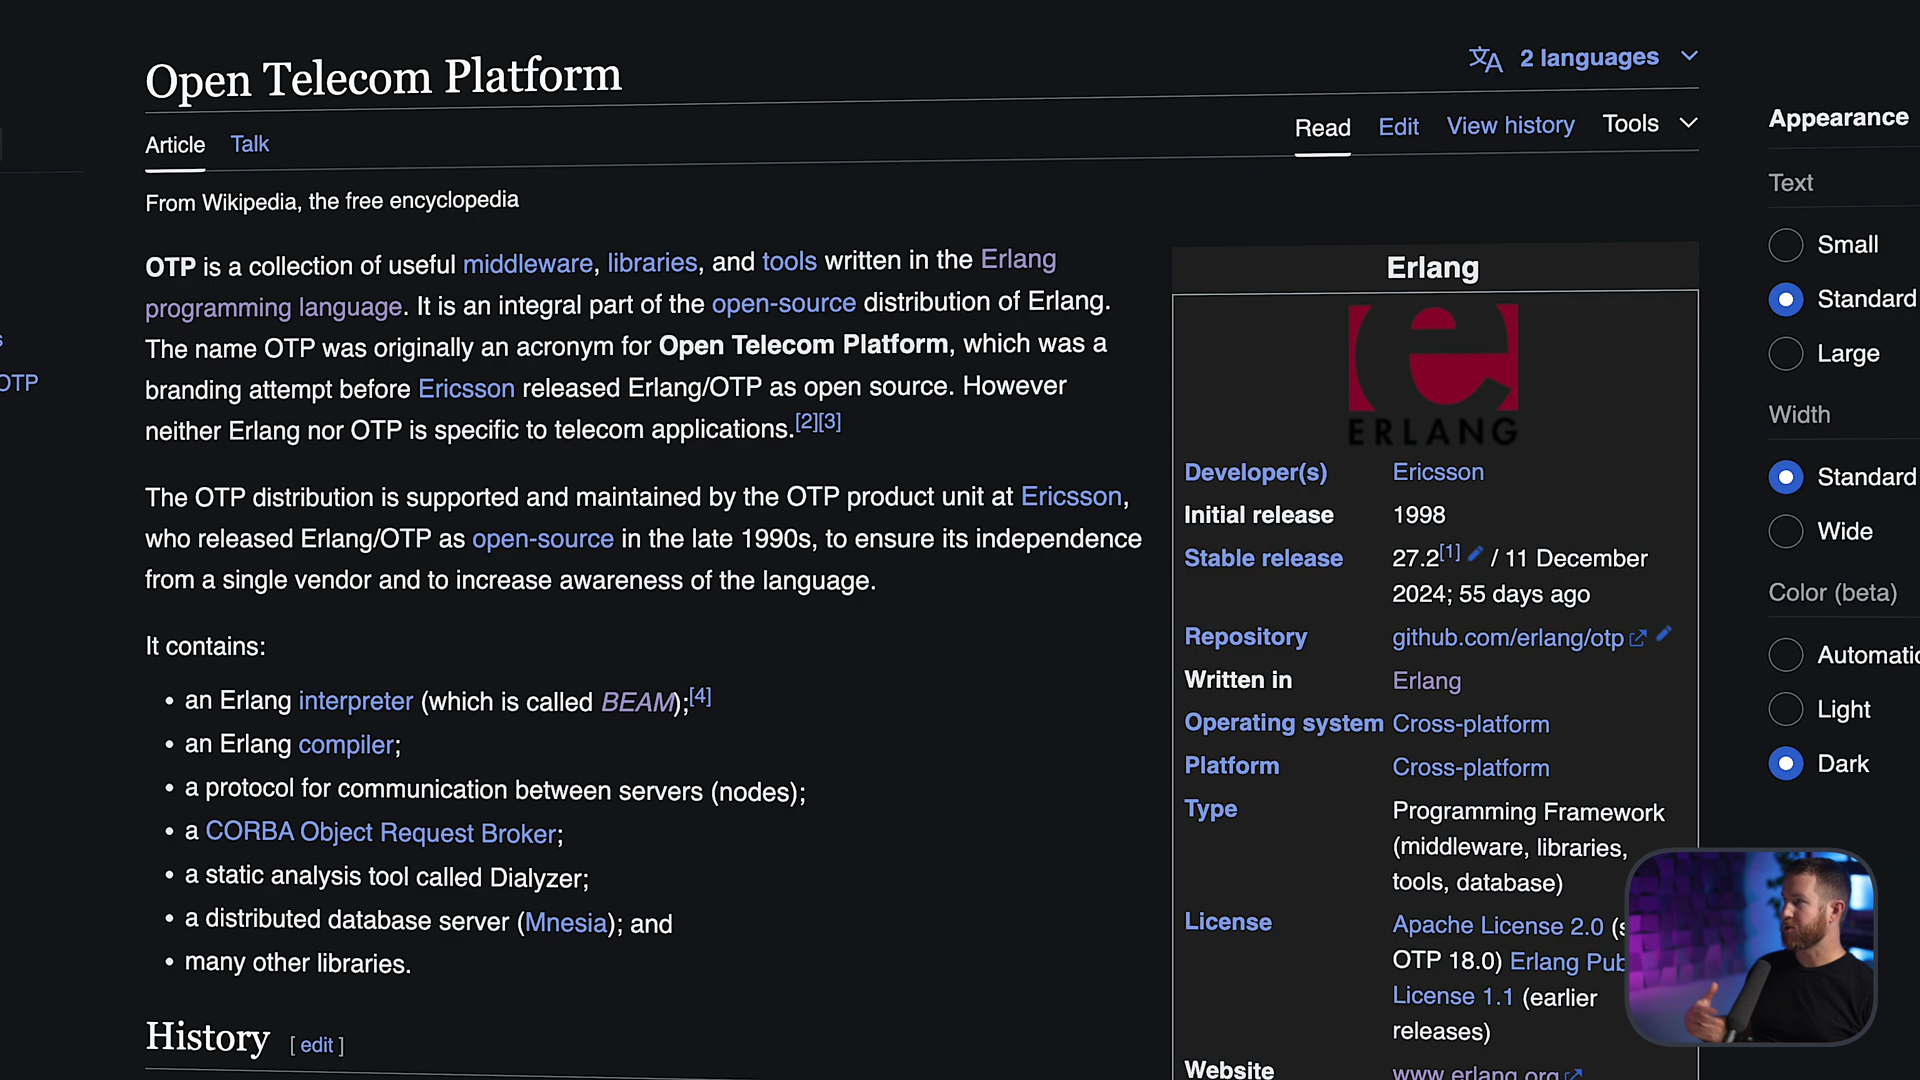 Open Telecom Platform
文A 2 languages
Article Talk
Read Edit View history Tools
From Wikipedia, the free encyclopedia
OTP is a collection of useful middleware, libraries, and tools written in the Erlang
programming language. It is an integral part of the open-source distribution of Erlang.
The name OTP was originally an acronym for Open Telecom Platform, which was a
branding attempt before Ericsson released Erlang/OTP as open source. However
neither Erlang nor OTP is specific to telecom applications.[2][3]
The OTP distribution is supported and maintained by the OTP product unit at Ericsson,
who released Erlang/OTP as open-source in the late 1990s, to ensure its independence
from a single vendor and to increase awareness of the language.
It contains:
• an Erlang interpreter (which is called BEAM);[4]
• an Erlang compiler;
• a protocol for communication between servers (nodes);
• a CORBA Object Request Broker;
• a static analysis tool called Dialyzer;
• a distributed database server (Mnesia); and
• many other libraries.
History [ edit ]
OTP
Erlang
e
ERLANG
Developer(s) Ericsson
Initial release 1998
Stable release 27.2[1] / 11 December
2024; 55 days ago
Repository github.com/erlang/otp
Written in Erlang
Operating system Cross-platform
Platform Cross-platform
Type Programming Framework
(middleware, libraries,
tools, database)
License Apache License 2.0 (s
OTP 18.0) Erlang Pub
License 1.1 (earlier
releases)
Website www.erlang.org
Appearance
Text
Small
Standard
Large
Width
Standard
Wide
Color (beta)
Automatic
Light
Dark